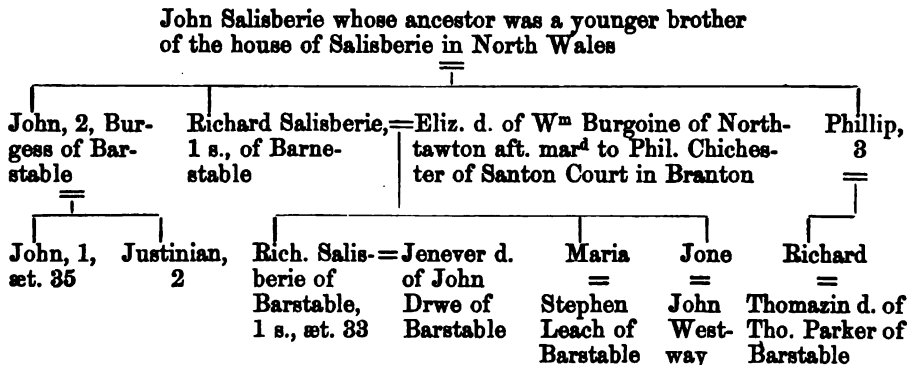 John Salisberie whose ancestor was a younger brother
of the house of Salisberie in North Wales
=
John, 2, Bur-
gess of Bar-
stable
=
Richard Salisberie,
1 s., of Barne-
stable
=Eliz. d. of Wᵐ Burgoine of North-
tawton aft. marᵈ to Phil. Chiches-
ter of Santon Court in Branton
Phillip,
3
=
John, 1,
æt. 35
Justinian,
2
Rich. Salis-
berie of
Barstable,
1 s., æt. 33
=Jenever d.
of John
Drwe of
Barstable
Maria
=
Stephen
Leach of
Barstable
Jone
=
John
West-
way
Richard
=
Thomazin d. of
Tho. Parker of
Barstable